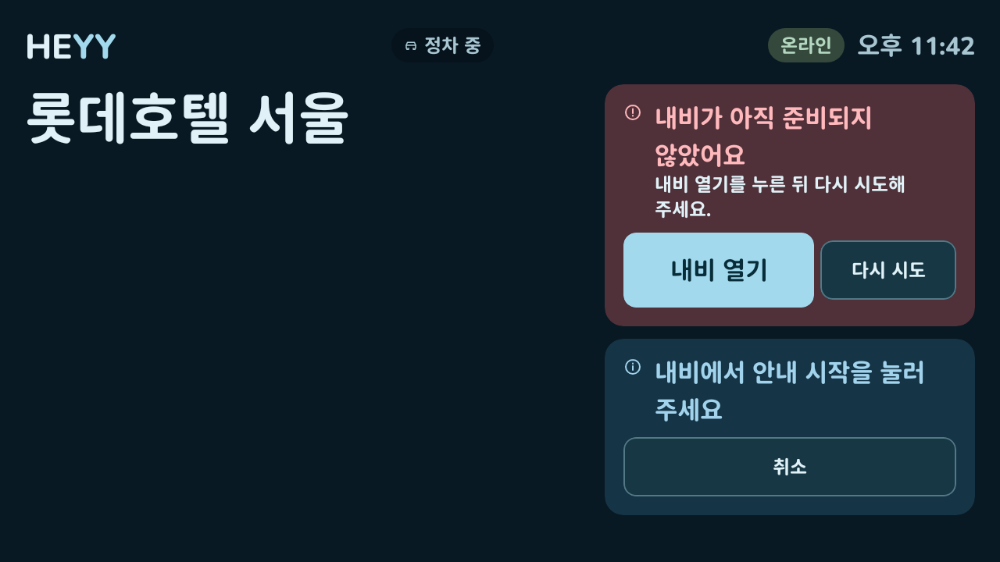 HEYY
정차 중
온라인
오후 11:42
롯데호텔 서울
내비가 아직 준비되지
않았어요
내비 열기를 누른 뒤 다시 시도해
주세요.
내비 열기
다시 시도
내비에서 안내 시작을 눌러
주세요
취소